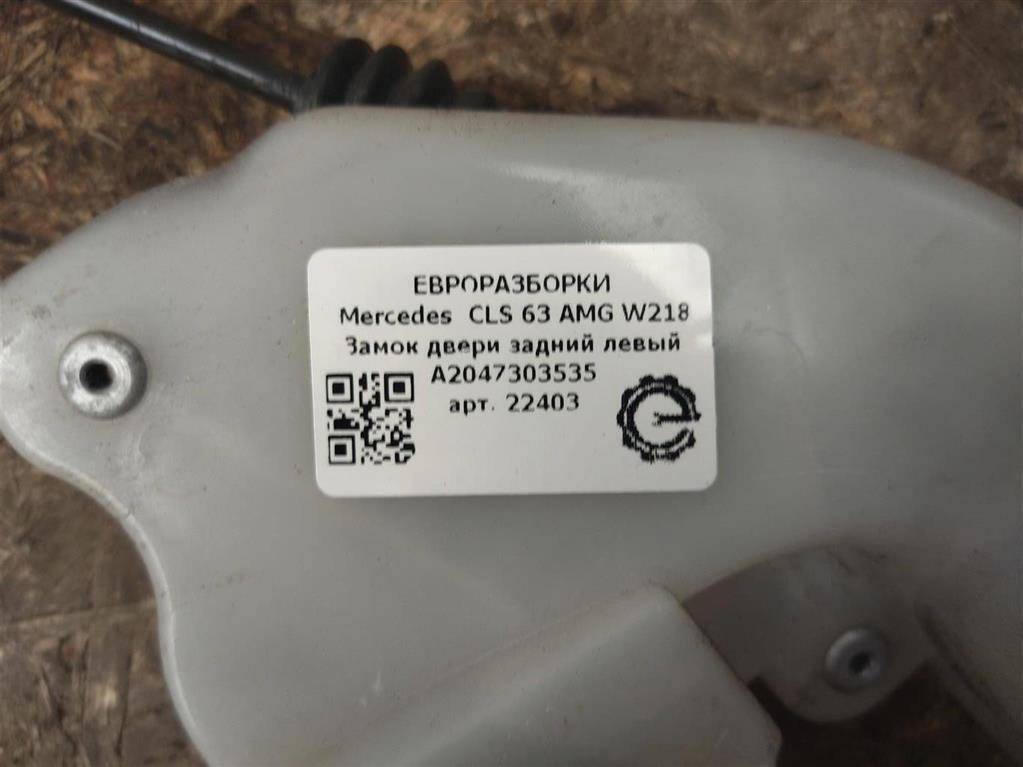 ЕВРОРАЗБОРКИ
Mercedes CLS 63 AMG W218
Замок двери задний левый
A2047303535
арт. 22403